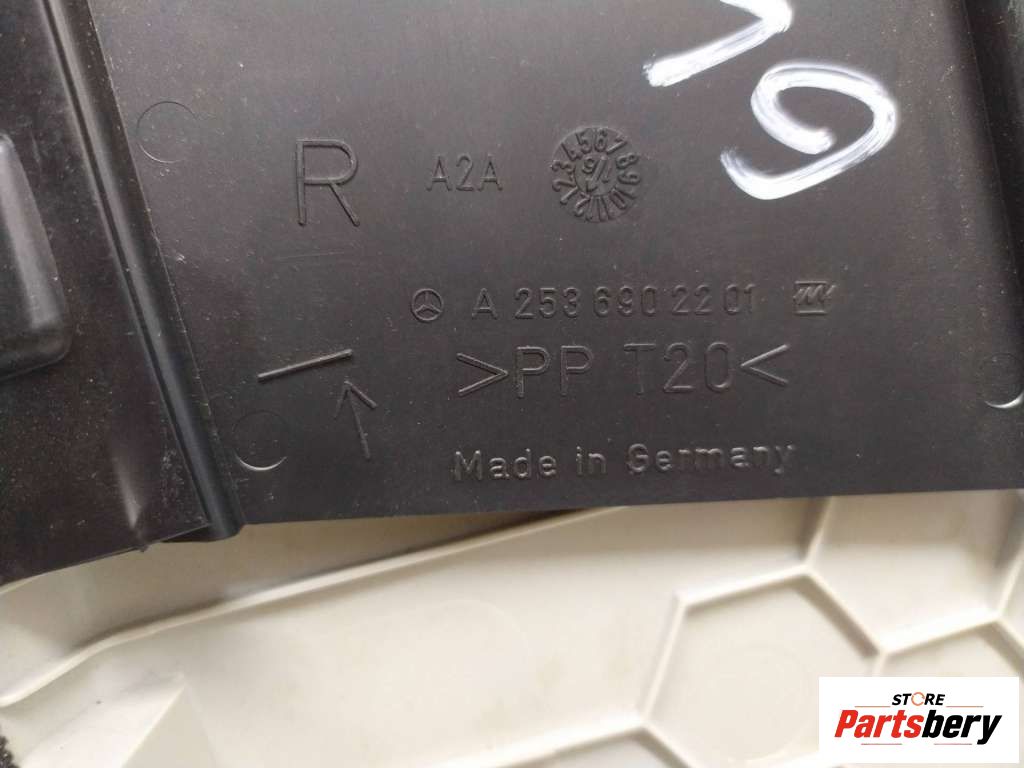 R A2A
A 253 690 22 01
>PP T20<
Made in Germany
STORE
Partsbery